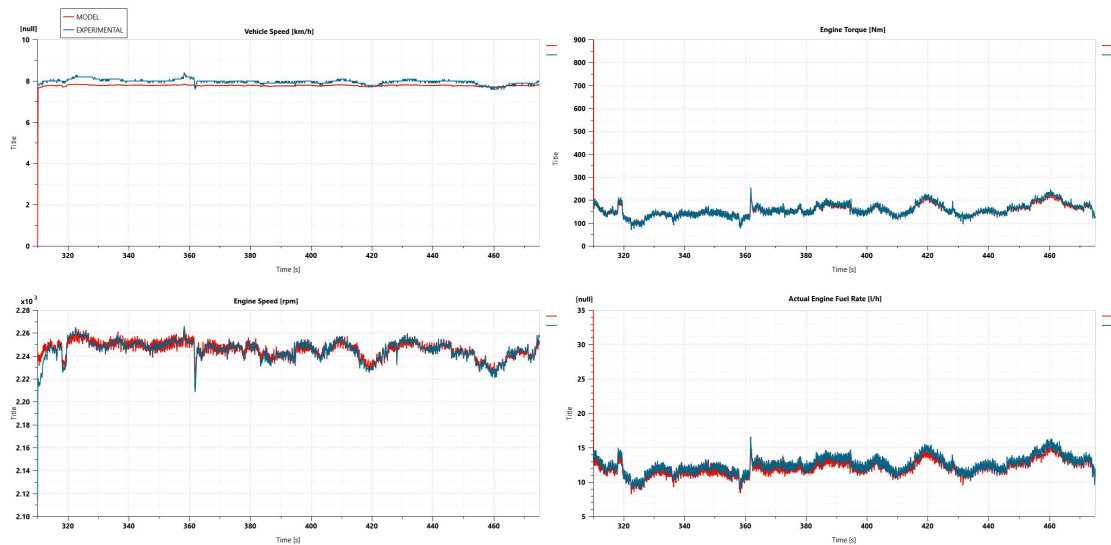 MODEL
EXPERIMENTAL
[null]
Vehicle Speed [km/h]
10
8
6
4
2
0
Title
320 340 360 380 400 420 440 460
Time [s]
Engine Torque [Nm]
900
800
700
600
500
400
300
200
100
0
Title
320 340 360 380 400 420 440 460
Time [s]
x10³
Engine Speed [rpm]
2.28
2.26
2.24
2.22
2.20
2.18
2.16
2.14
2.12
2.10
Title
320 340 360 380 400 420 440 460
Time [s]
[null]
Actual Engine Fuel Rate [l/h]
35
30
25
20
15
10
5
Title
320 340 360 380 400 420 440 460
Time [s]